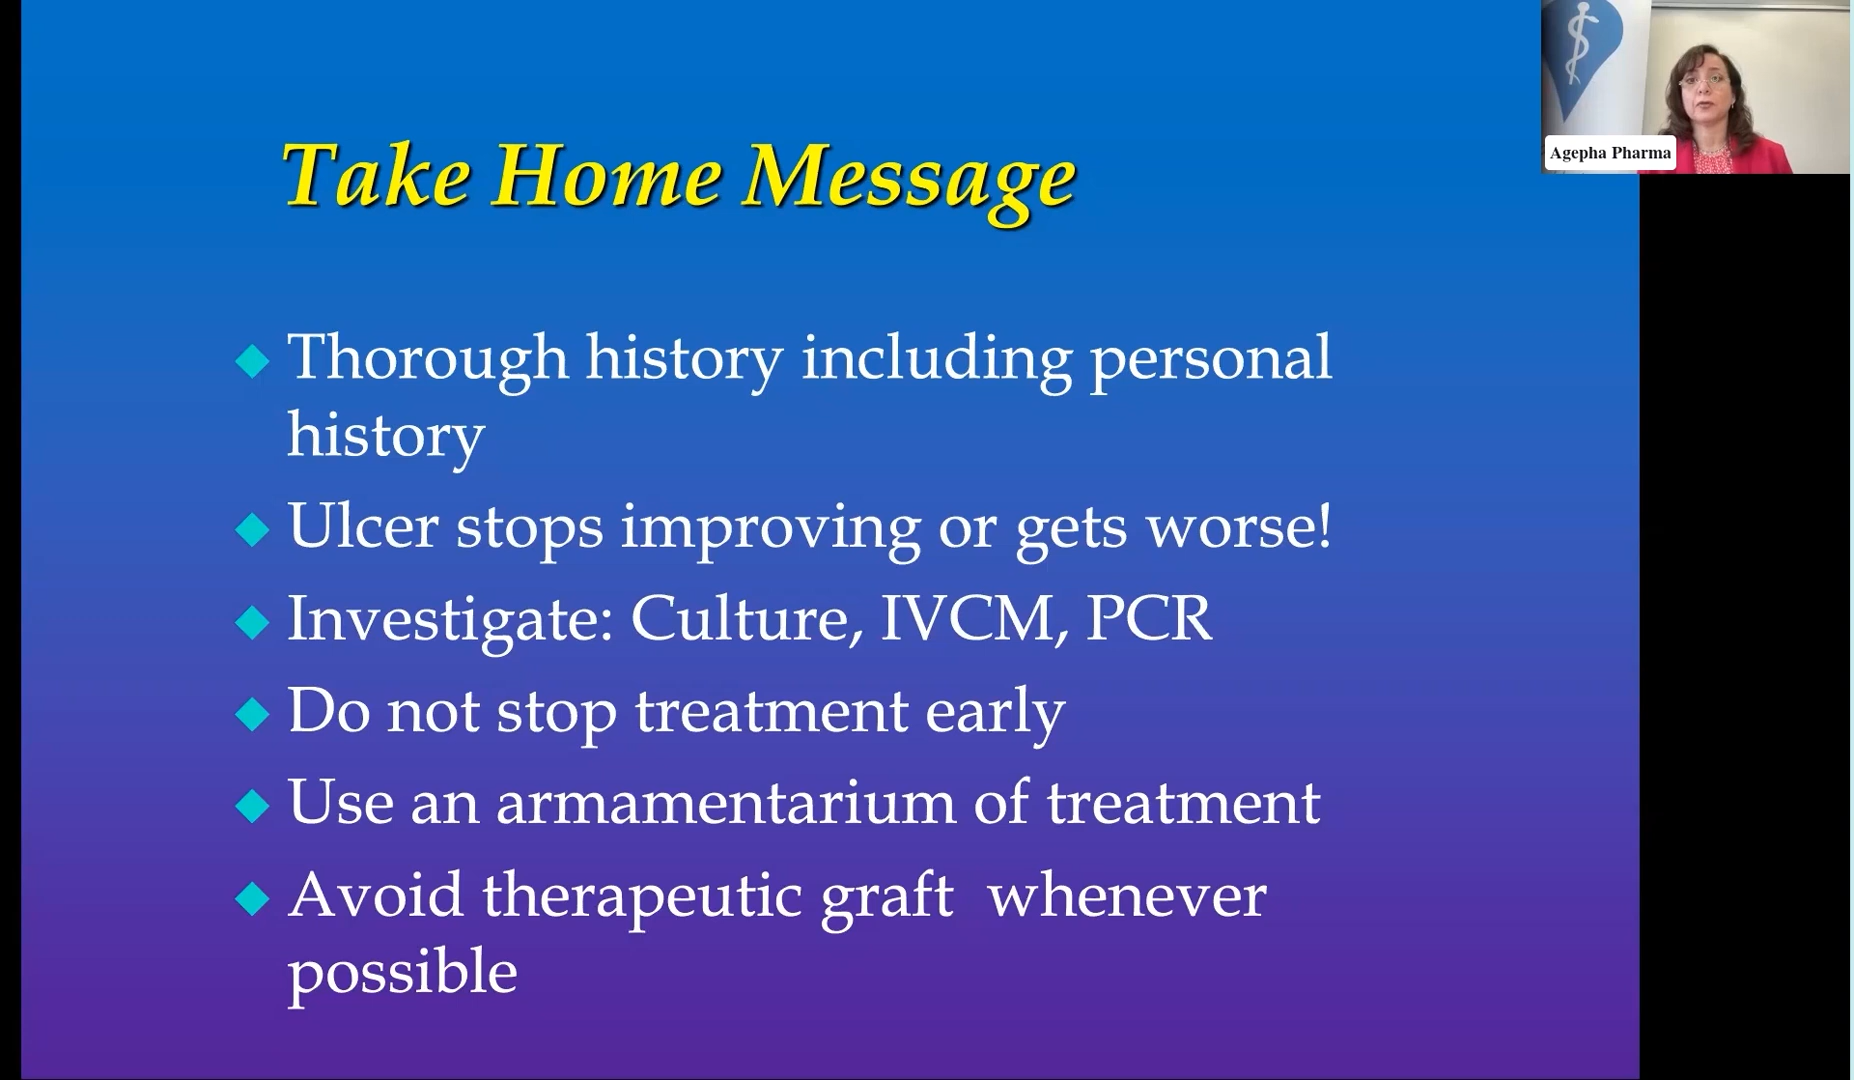 Take Home Message
Thorough history including personal
history
Ulcer stops improving or gets worse!
Investigate: Culture, IVCM, PCR
Do not stop treatment early
Use an armamentarium of treatment
Avoid therapeutic graft  whenever
possible
Agepha Pharma